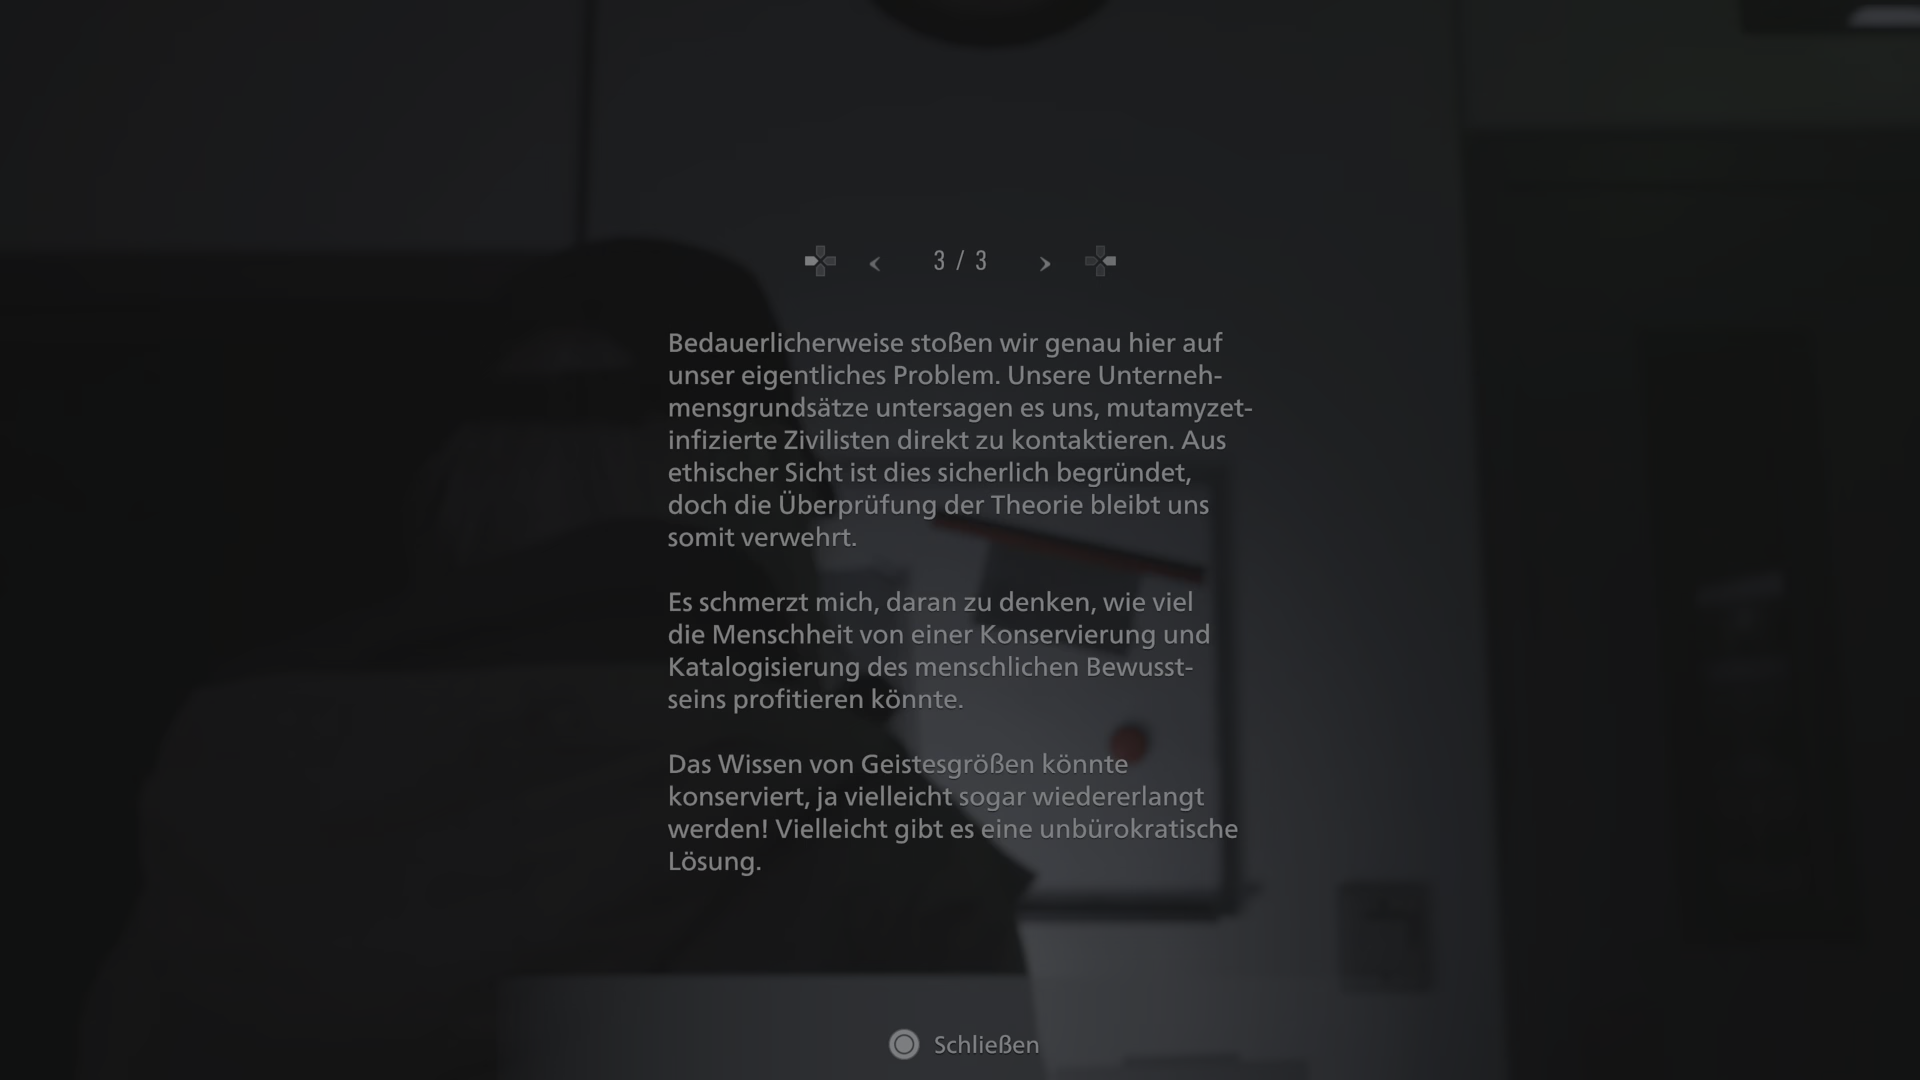 3 / 3
Bedauerlicherweise stoßen wir genau hier auf
unser eigentliches Problem. Unsere Unterneh-
mensgrundsätze untersagen es uns, mutamyzet-
infizierte Zivilisten direkt zu kontaktieren. Aus
ethischer Sicht ist dies sicherlich begründet,
doch die Überprüfung der Theorie bleibt uns
somit verwehrt.
Es schmerzt mich, daran zu denken, wie viel
die Menschheit von einer Konservierung und
Katalogisierung des menschlichen Bewusst-
seins profitieren könnte.
Das Wissen von Geistesgrößen könnte
konserviert, ja vielleicht sogar wiedererlangt
werden! Vielleicht gibt es eine unbürokratische
Lösung.
Schließen